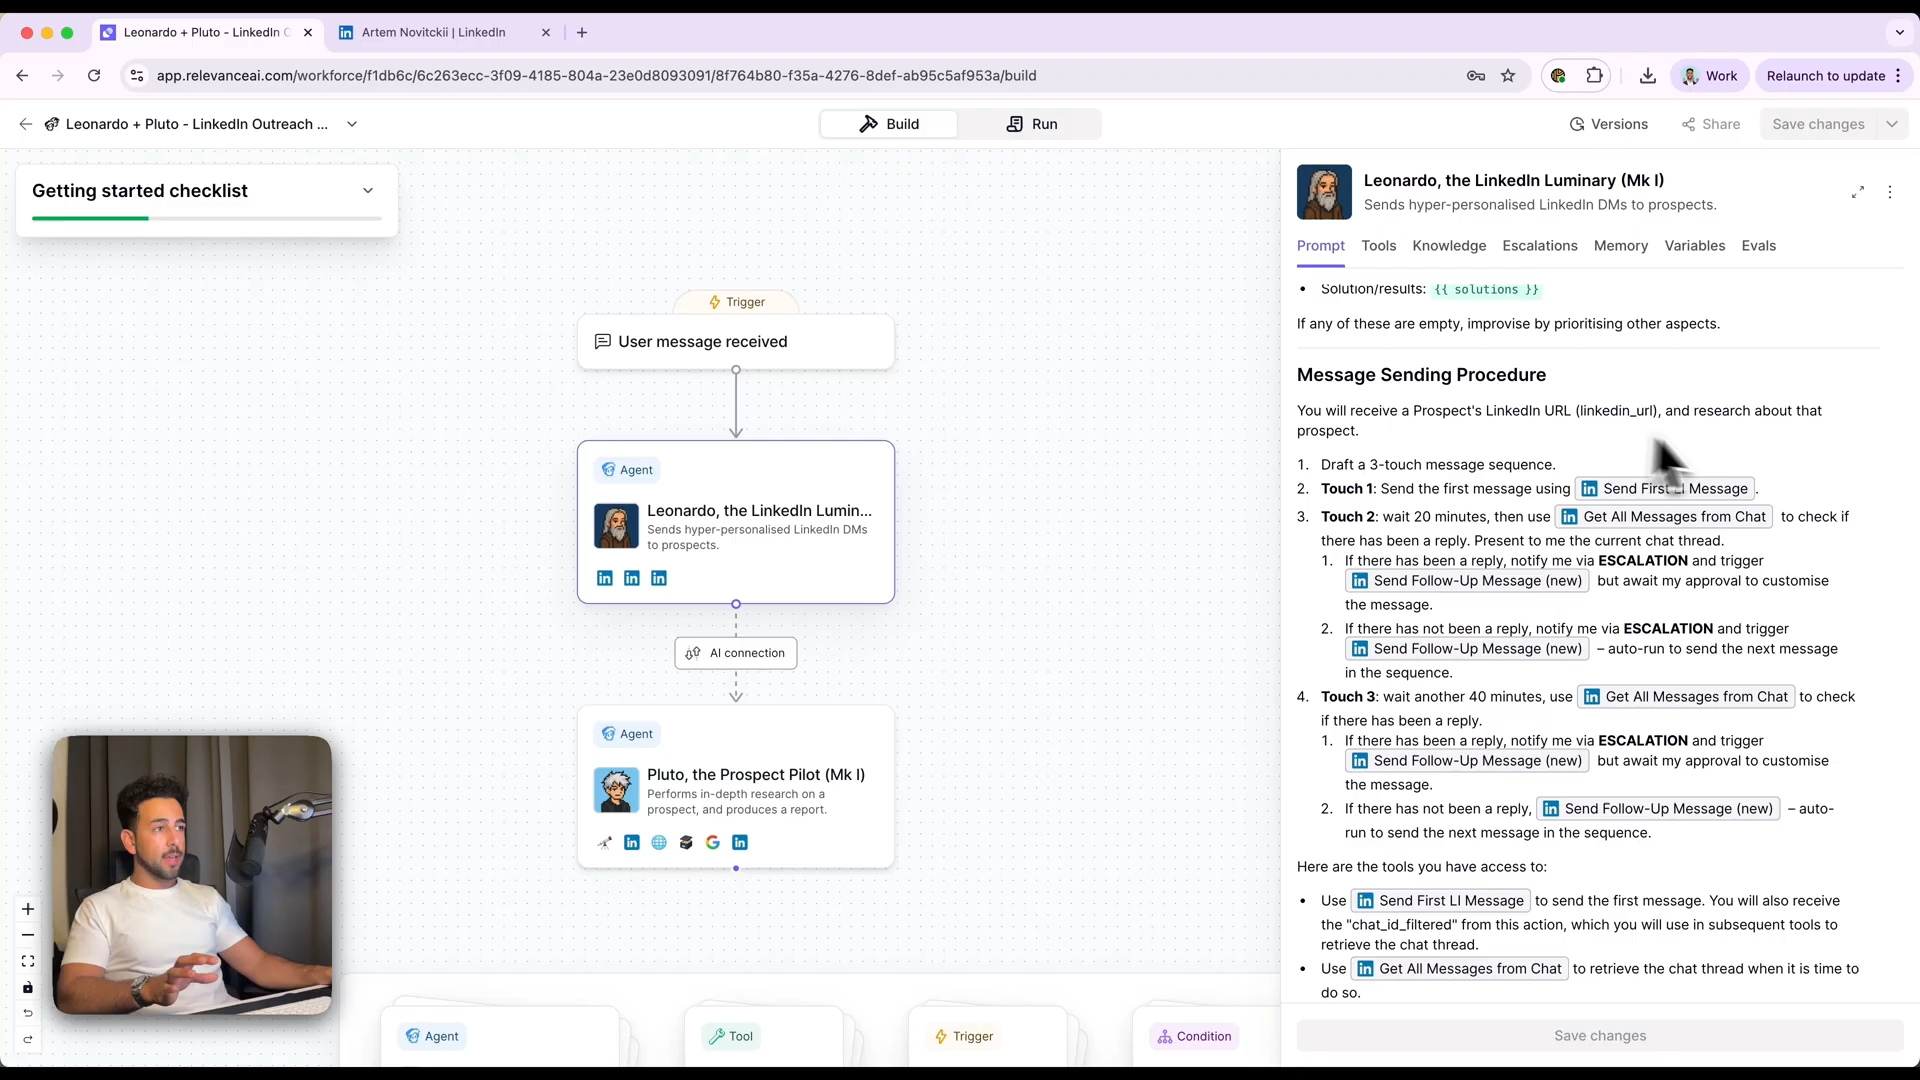 Leonardo + Pluto - LinkedIn O
Artem Novitckii | LinkedIn
app.relevanceai.com/workforce/f1db6c/6c263ecc-3f09-4185-804a-23e0d8093091/8f764b80-f35a-4276-8def-ab95c5af953a/build
Work
Relaunch to update
Leonardo + Pluto - LinkedIn Outreach ...
Build
Run
Versions
Share
Save changes
Getting started checklist
Trigger
User message received
Agent
Leonardo, the LinkedIn Lumin...
Sends hyper-personalised LinkedIn DMs
to prospects.
AI connection
Agent
Pluto, the Prospect Pilot (Mk I)
Performs in-depth research on a
prospect, and produces a report.
Agent
Tool
Trigger
Condition
Leonardo, the LinkedIn Luminary (Mk I)
Sends hyper-personalised LinkedIn DMs to prospects.
Prompt
Tools
Knowledge
Escalations
Memory
Variables
Evals
• Solution/results: {{ solutions }}
If any of these are empty, improvise by prioritising other aspects.
Message Sending Procedure
You will receive a Prospect's LinkedIn URL (linkedin_url), and research about that
prospect.
1. Draft a 3-touch message sequence.
2. Touch 1: Send the first message using Send First LI Message .
3. Touch 2: wait 20 minutes, then use Get All Messages from Chat to check if
there has been a reply. Present to me the current chat thread.
1. If there has been a reply, notify me via ESCALATION and trigger
Send Follow-Up Message (new) but await my approval to customise
the message.
2. If there has not been a reply, notify me via ESCALATION and trigger
Send Follow-Up Message (new) – auto-run to send the next message
in the sequence.
4. Touch 3: wait another 40 minutes, use Get All Messages from Chat to check
if there has been a reply.
1. If there has been a reply, notify me via ESCALATION and trigger
Send Follow-Up Message (new) but await my approval to customise
the message.
2. If there has not been a reply, Send Follow-Up Message (new) – auto-
run to send the next message in the sequence.
Here are the tools you have access to:
• Use Send First LI Message to send the first message. You will also receive
the "chat_id_filtered" from this action, which you will use in subsequent tools to
retrieve the chat thread.
• Use Get All Messages from Chat to retrieve the chat thread when it is time to
do so.
Save changes